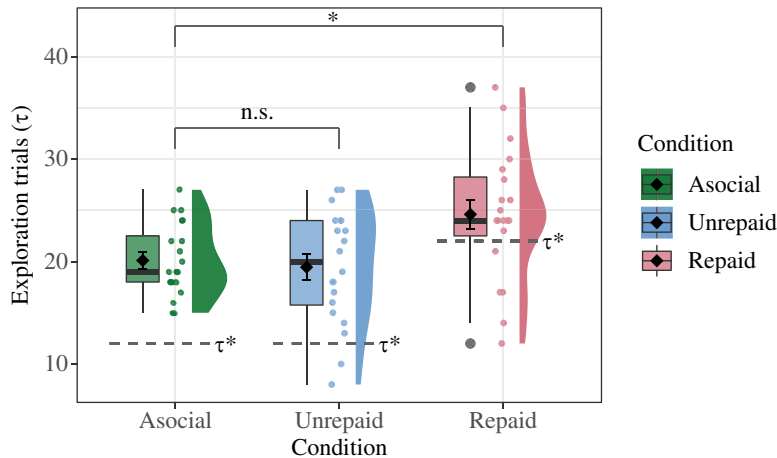 *
n.s.
40
30
20
10
Exploration trials (τ)
τ*
τ*
τ*
Asocial
Unrepaid
Repaid
Condition
Condition
Asocial
Unrepaid
Repaid